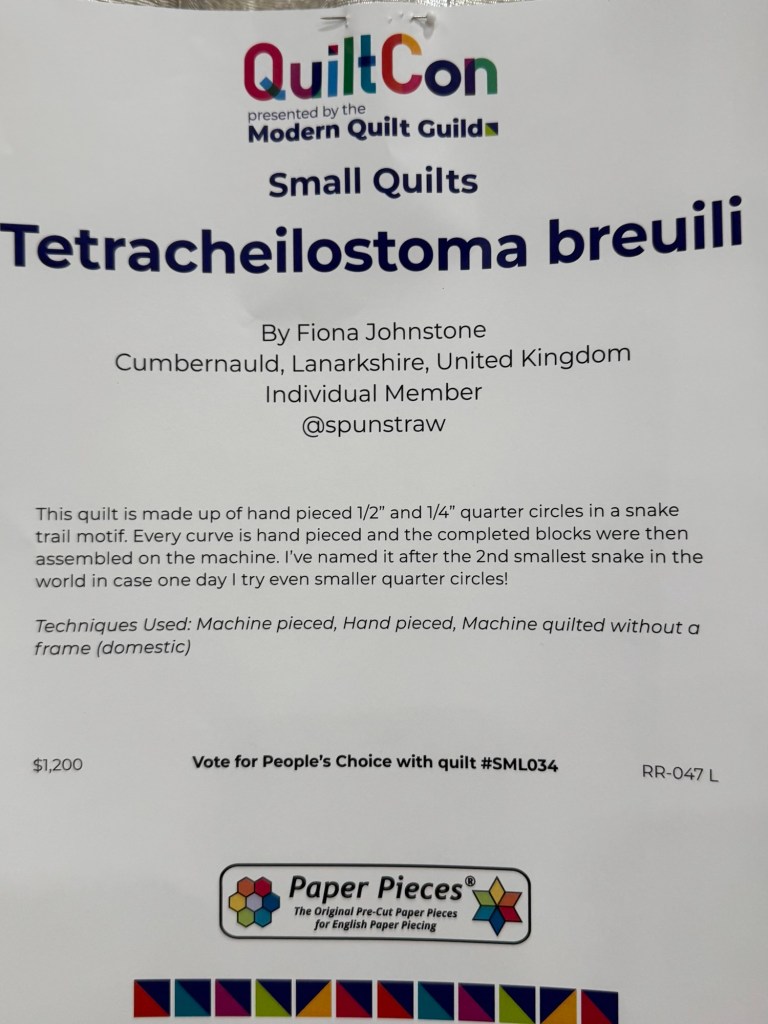 QuiltCon
presented by the
Modern Quilt Guild
Small Quilts
Tetracheilostoma breuili
By Fiona Johnstone
Cumbernauld, Lanarkshire, United Kingdom
Individual Member
@spunstraw
This quilt is made up of hand pieced 1/2” and 1/4” quarter circles in a snake
trail motif. Every curve is hand pieced and the completed blocks were then
assembled on the machine. I've named it after the 2nd smallest snake in the
world in case one day I try even smaller quarter circles!
Techniques Used: Machine pieced, Hand pieced, Machine quilted without a
frame (domestic)
$1,200
Vote for People's Choice with quilt #SML034
RR-047 L
Paper Pieces®
The Original Pre-Cut Paper Pieces
for English Paper Piecing